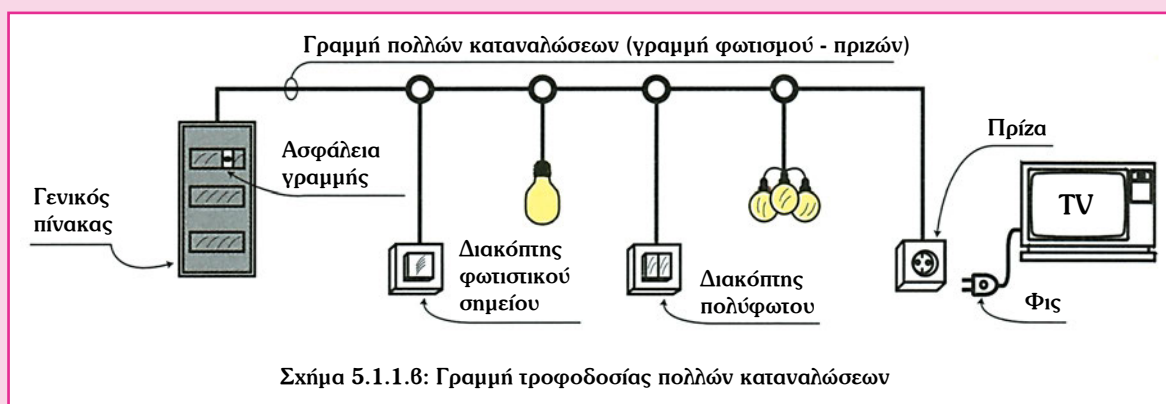 Γραμμή πολλών καταναλώσεων (γραμμή φωτισμού - πριζών)
Ασφάλεια
γραμμής
Γενικός
πίνακας
Διακόπτης
φωτιστικού
σημείου
Διακόπτης
πολύφωτου
Πρίζα
TV
Φις
Σχήμα 5.1.1.β: Γραμμή τροφοδοσίας πολλών καταναλώσεων